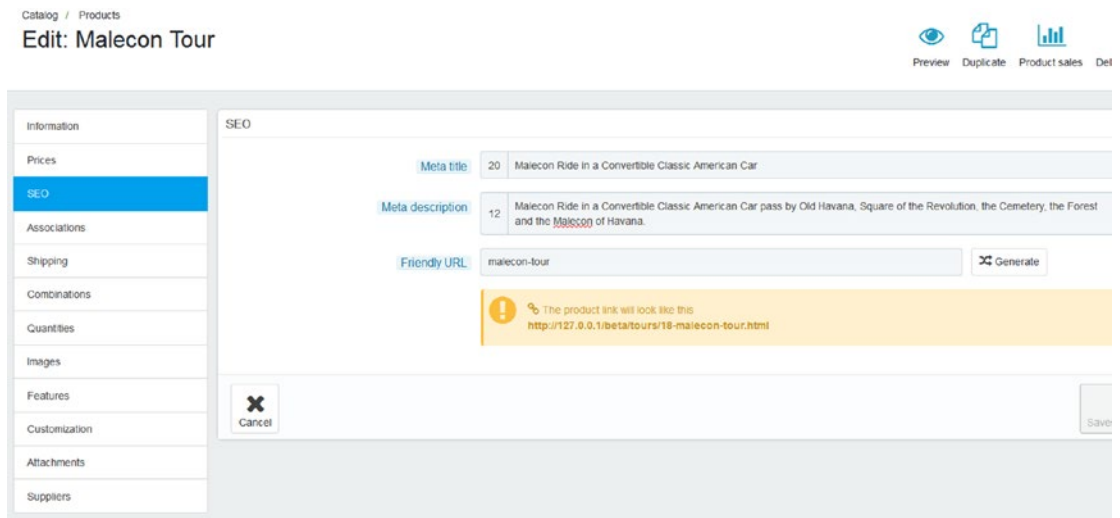 Catalog / Products
Edit: Malecon Tour
Preview
Duplicate
Product sales
Information
Prices
SEO
Associations
Shipping
Combinations
Quantities
Images
Features
Customization
Attachments
Suppliers
SEO
Meta title 20 Malecon Ride in a Convertible Classic American Car
Meta description 12 Malecon Ride in a Convertible Classic American Car pass by Old Havana, Square of the Revolution, the Cemetery, the Forest
and the Malecon of Havana.
Friendly URL malecon-tour Generate
The product link will look like this
http://127.0.0.1/beta/tours/18-malecon-tour.html
Cancel
Save